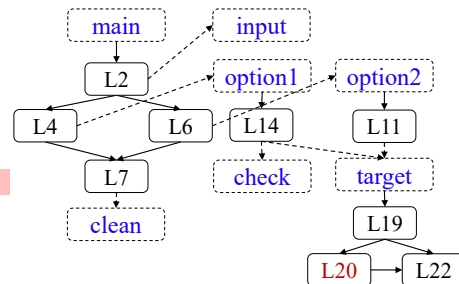 main input
L2
option1 option2
L4 L6 L14 L11
L7
check target
clean
L19
L20 L22